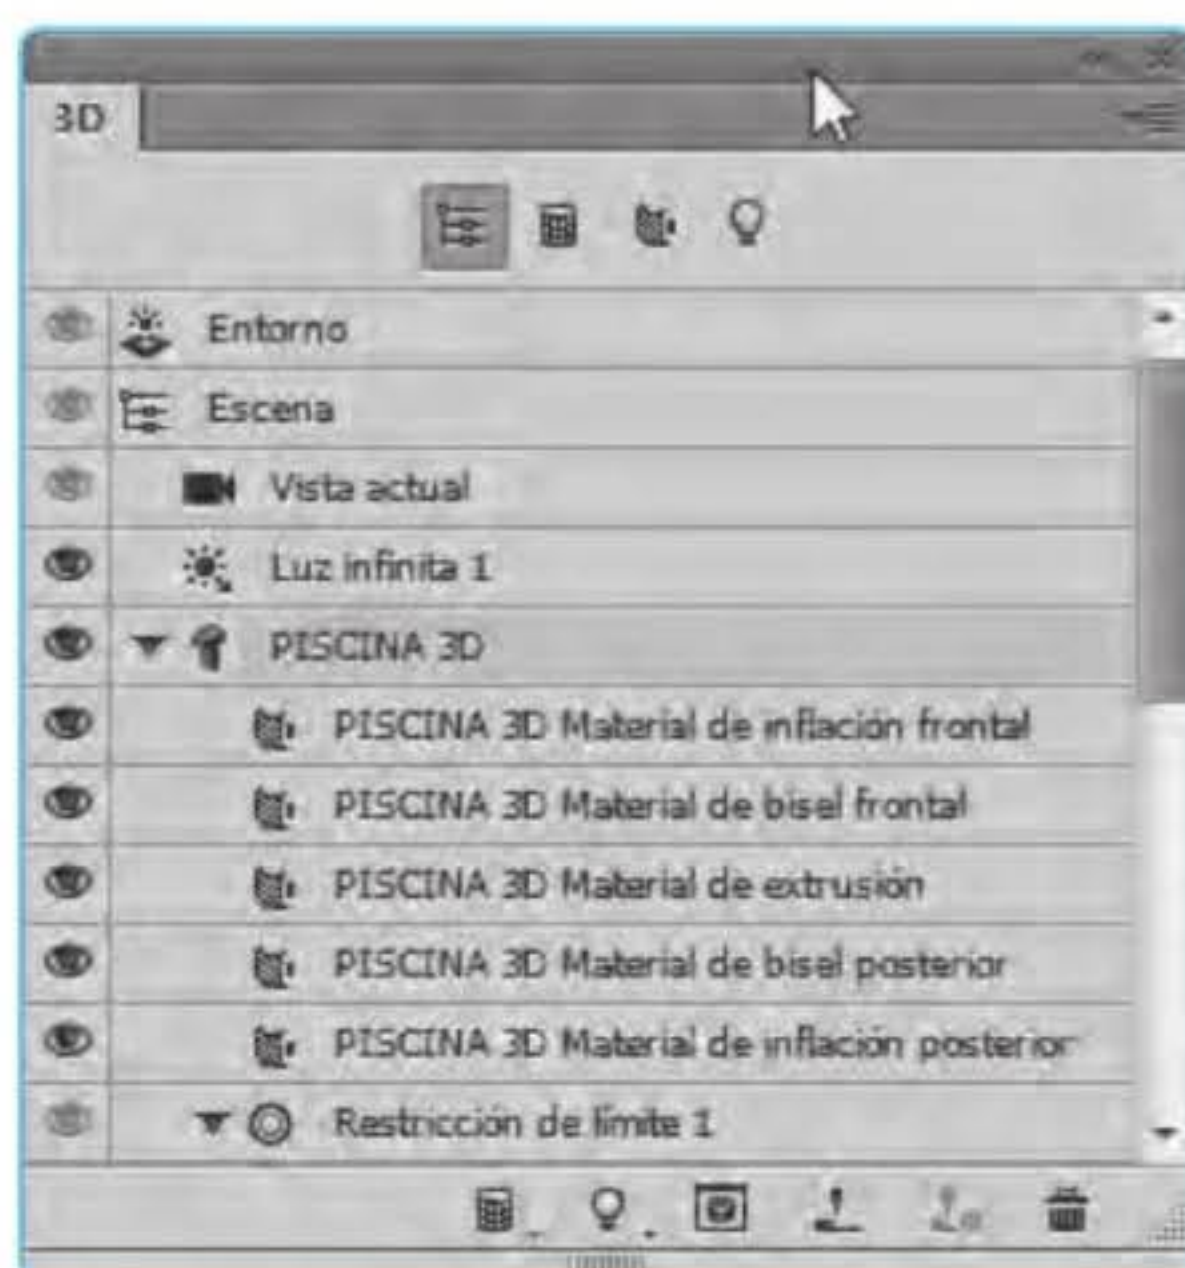 3D
Entorno
Escena
Vista actual
Luz infinita 1
PISCINA 3D
PISCINA 3D Material de inflación frontal
PISCINA 3D Material de bisel frontal
PISCINA 3D Material de extrusión
PISCINA 3D Material de bisel posterior
PISCINA 3D Material de inflación posterior
Restricción de límite 1